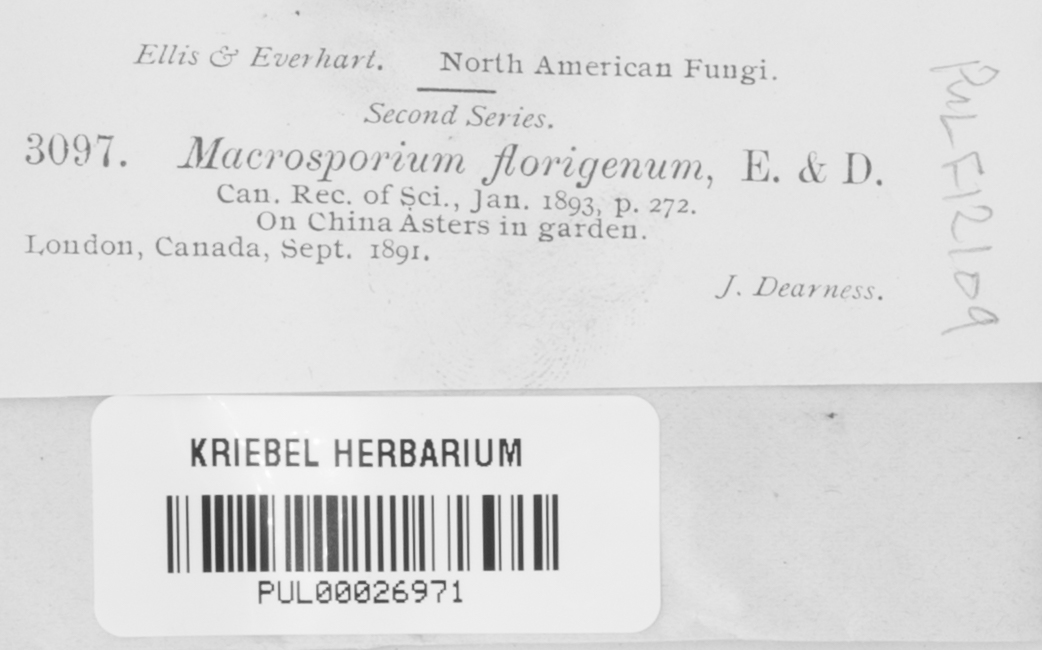 Ellis & Everhart. North American Fungi.
Second Series.
3097. Macrosporium florigenum, E. & D.
Can. Rec. of Sci., Jan. 1893, p. 272.
On China Asters in garden.
London, Canada, Sept. 1891.
J. Dearness.
PUL F12109
KRIEBEL HERBARIUM
PUL00026971